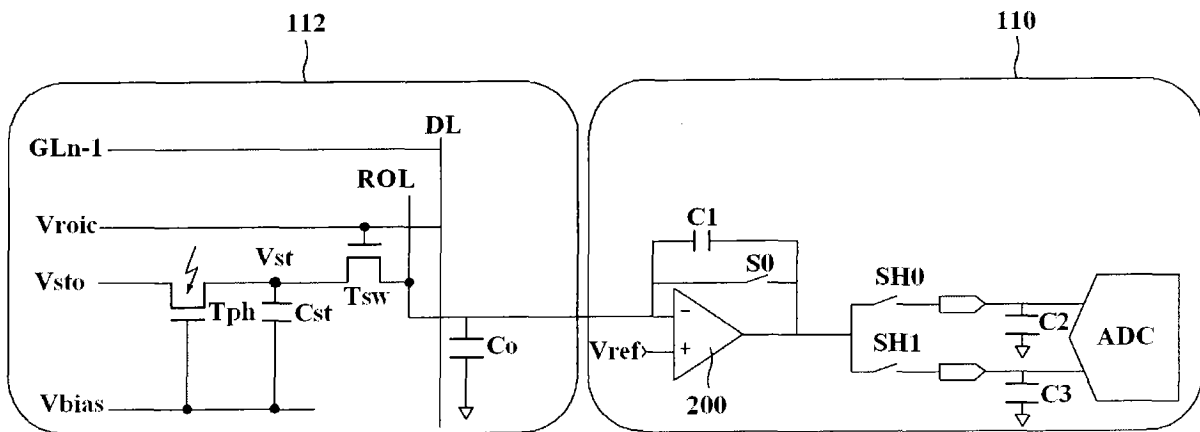 112
110
DL
GLn-1
ROL
Vroic
C1
Vst
S0
SH0
Vsto
Tph
Cst
Tsw
C2
ADC
Co
Vref
−
+
SH1
200
C3
Vbias